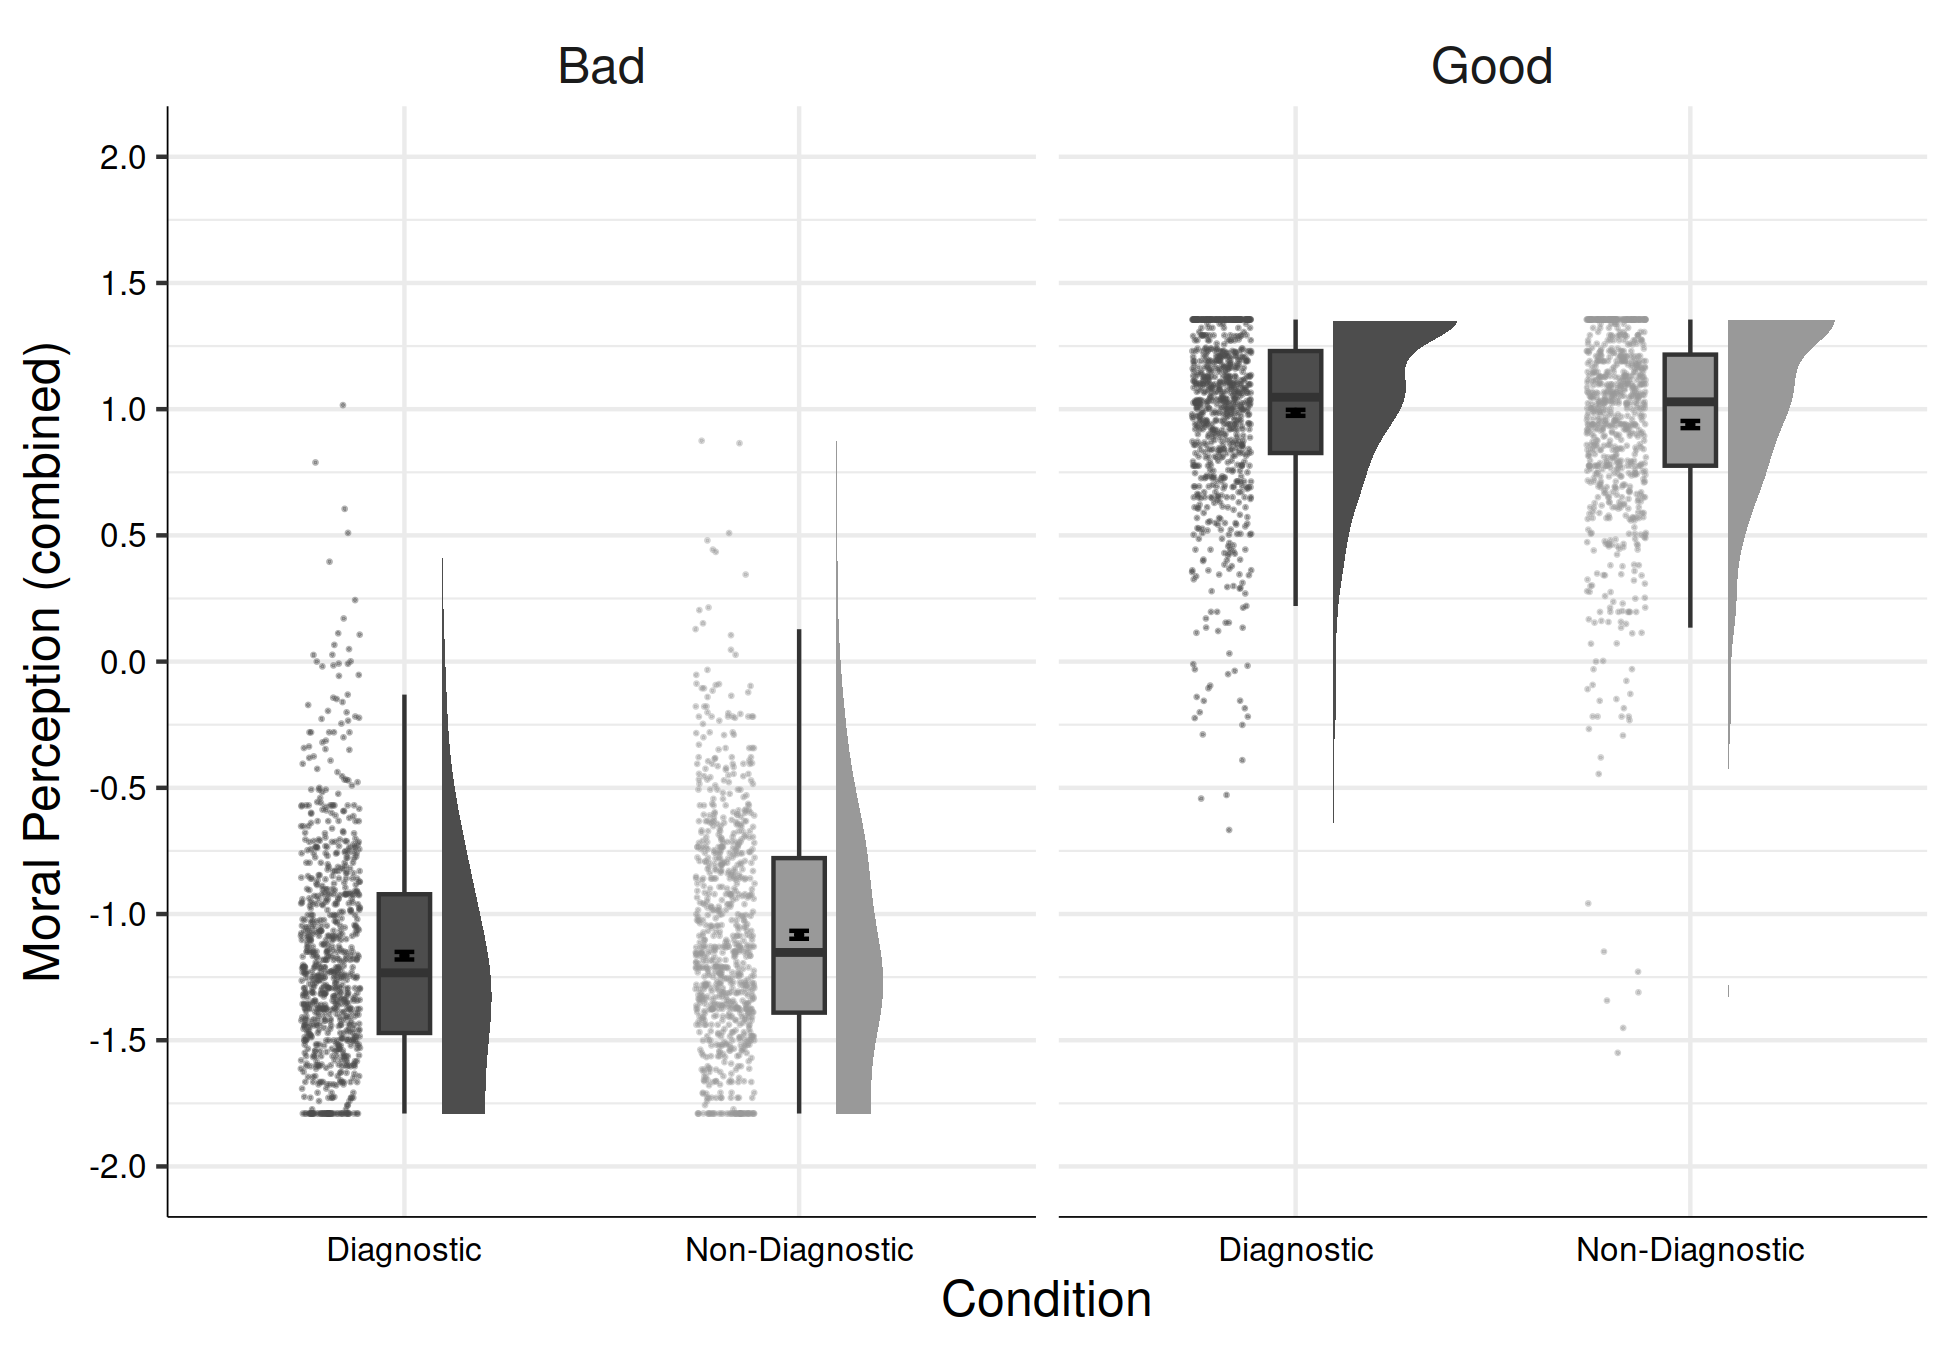 Bad
Good
Moral Perception (combined)
2.0
1.5
1.0
0.5
0.0
-0.5
-1.0
-1.5
-2.0
Diagnostic
Non-Diagnostic
Diagnostic
Non-Diagnostic
Condition